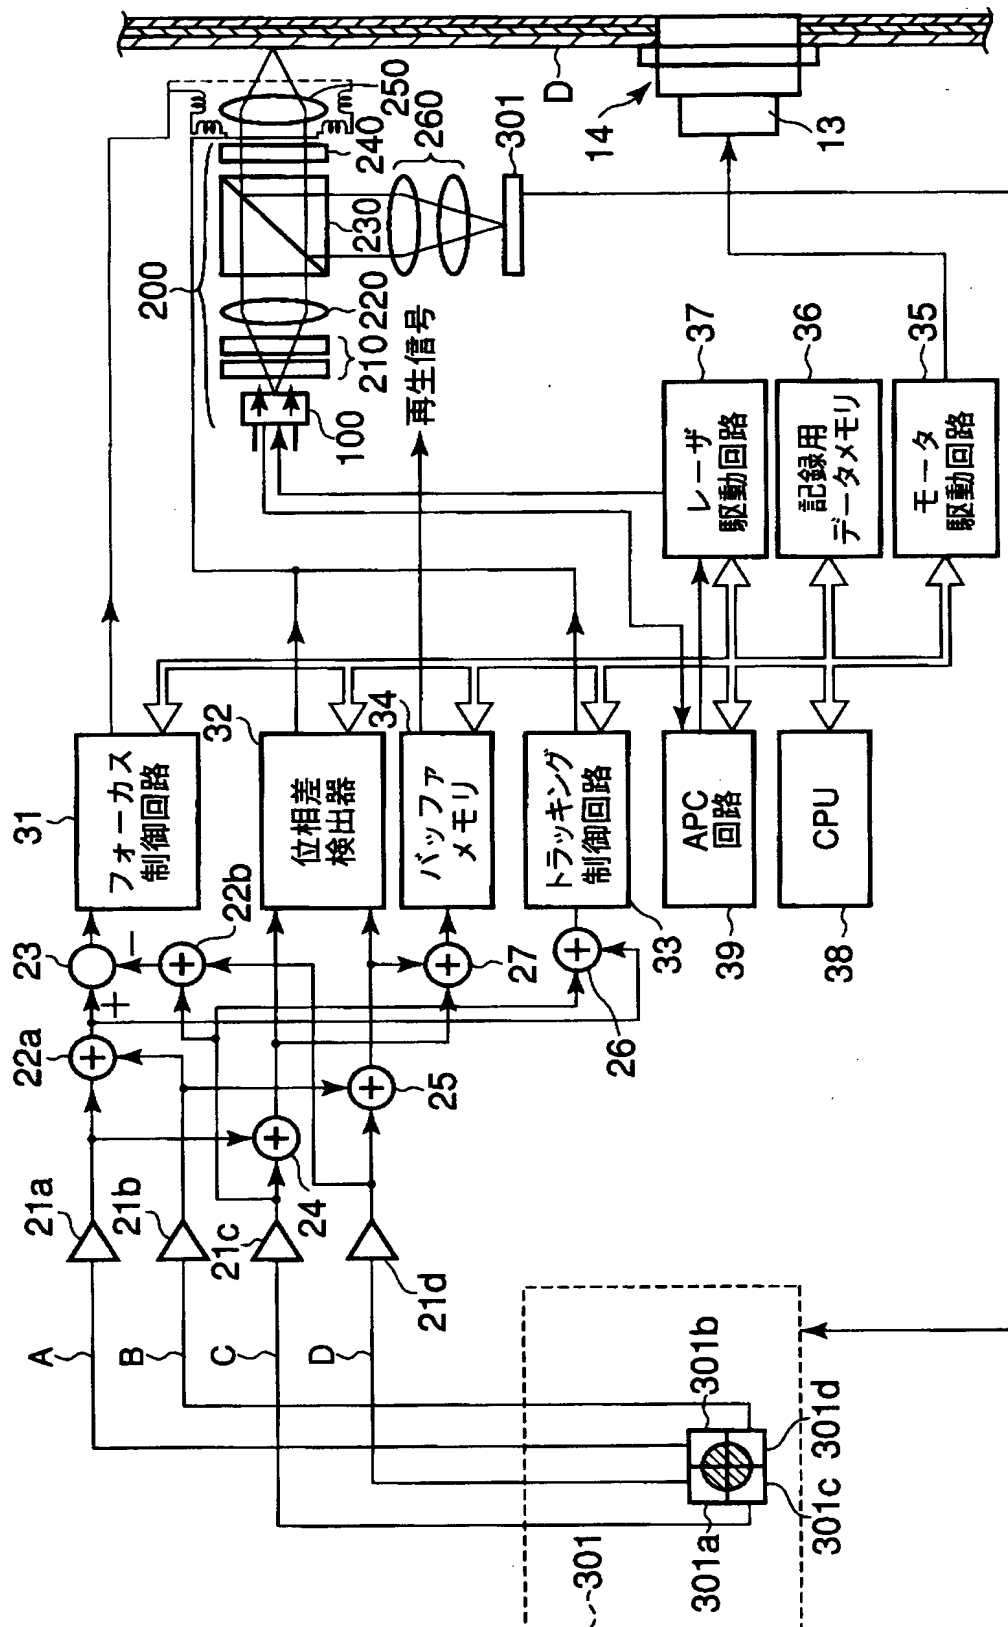 A
B
C
D
21a
21b
21c
21d
22a
22b
23
+
−
24
25
26
27
31
フォーカス
制御回路
32
位相差
検出器
34
バッファ
メモリ
33
トラッキング
制御回路
39
APC
回路
38
CPU
37
レーザ
駆動回路
36
記録用
データメモリ
35
モータ
駆動回路
再生信号
200
100
210
220
230
240
250
260
301
D
14
13
301
301a
301b
301c
301d